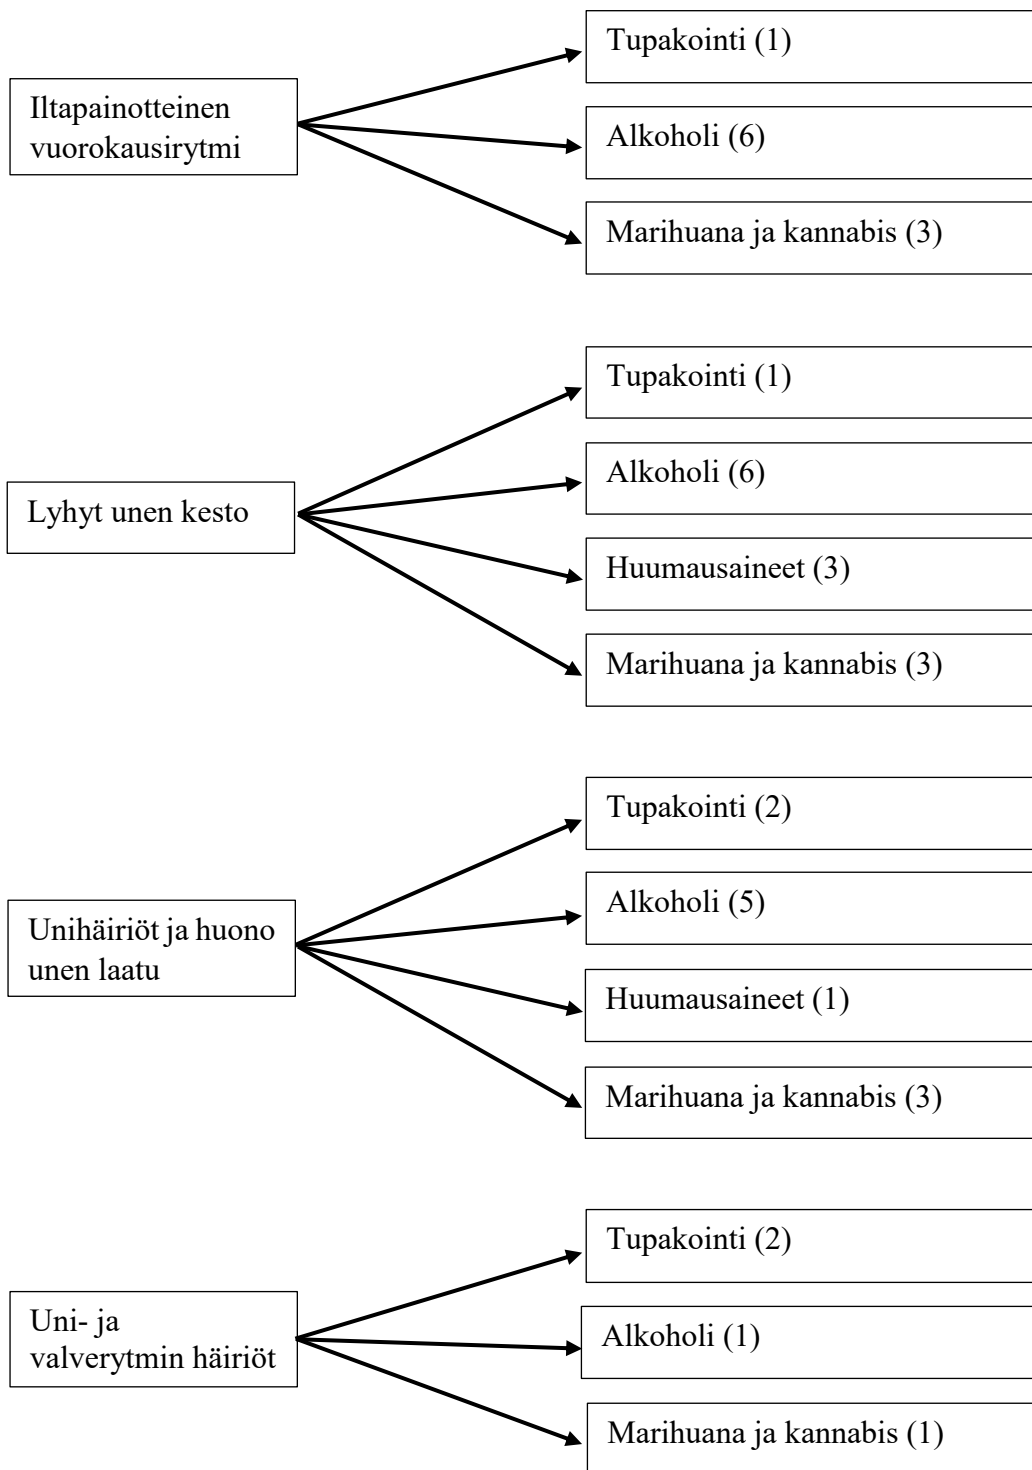 Iltapainotteinen
vuorokausirytmi
Tupakointi (1)
Alkoholi (6)
Marihuana ja kannabis (3)
Lyhyt unen kesto
Tupakointi (1)
Alkoholi (6)
Huumausaineet (3)
Marihuana ja kannabis (3)
Unihäiriöt ja huono
unen laatu
Tupakointi (2)
Alkoholi (5)
Huumausaineet (1)
Marihuana ja kannabis (3)
Uni- ja
valverytmin häiriöt
Tupakointi (2)
Alkoholi (1)
Marihuana ja kannabis (1)